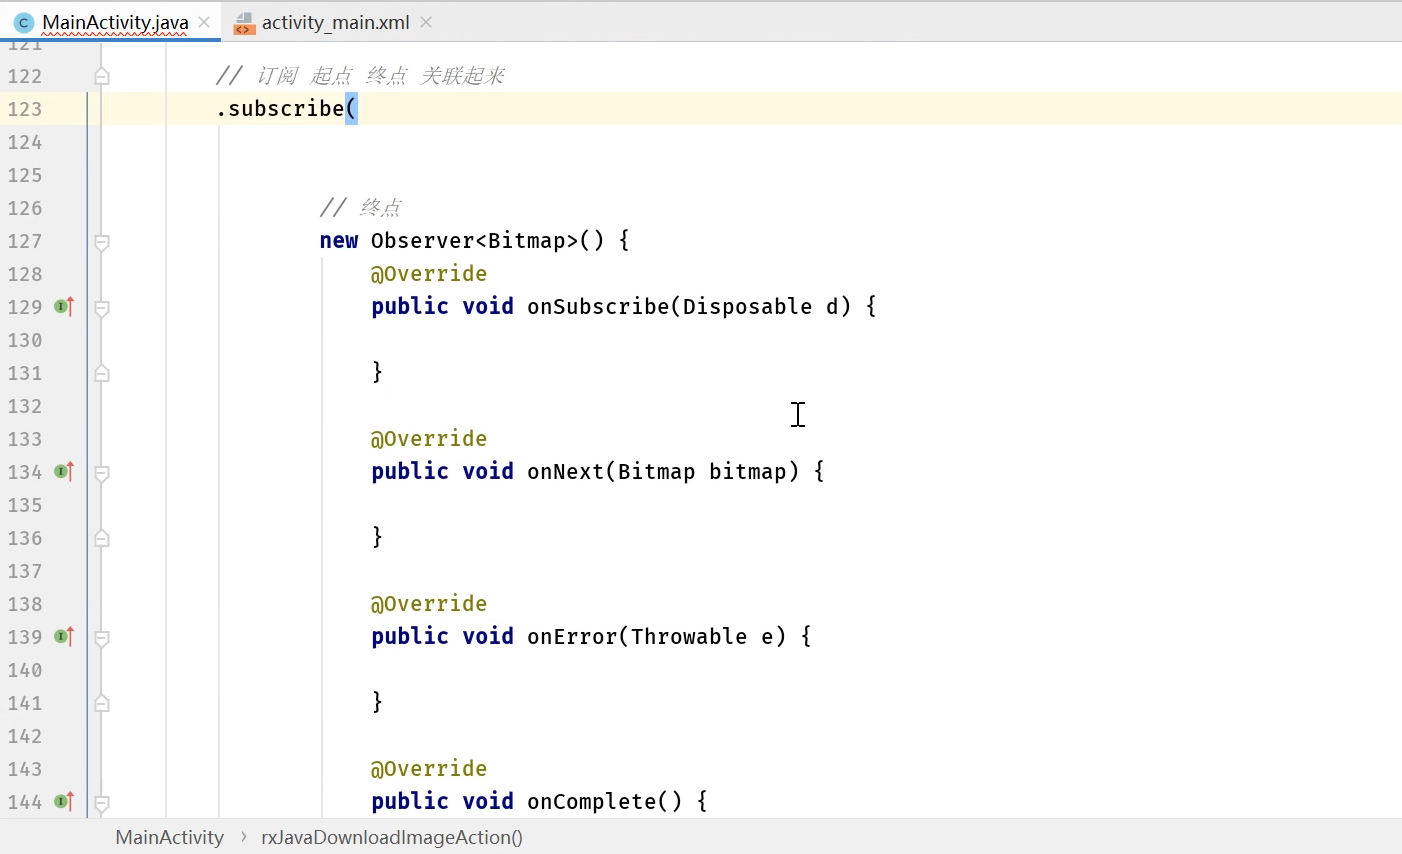 MainActivity.java activity_main.xml
121
122 // 订阅 起点 终点 关联起来
123 .subscribe(
124
125
126 // 终点
127 new Observer<Bitmap>() {
128 @Override
129 public void onSubscribe(Disposable d) {
130
131 }
132
133 @Override
134 public void onNext(Bitmap bitmap) {
135
136 }
137
138 @Override
139 public void onError(Throwable e) {
140
141 }
142
143 @Override
144 public void onComplete() {
MainActivity › rxJavaDownloadImageAction()